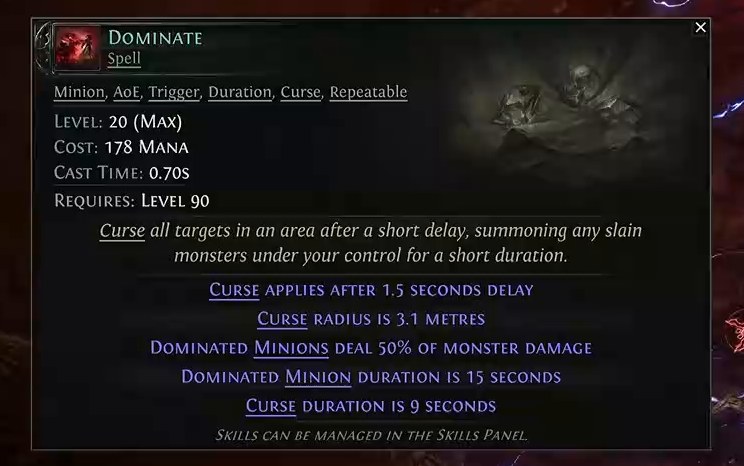 Dominate
Spell
Minion, AoE, Trigger, Duration, Curse, Repeatable
Level: 20 (Max)
Cost: 178 Mana
Cast Time: 0.70s
Requires: Level 90
Curse all targets in an area after a short delay, summoning any slain
monsters under your control for a short duration.
Curse applies after 1.5 seconds delay
Curse radius is 3.1 metres
Dominated Minions deal 50% of monster damage
Dominated Minion duration is 15 seconds
Curse duration is 9 seconds
Skills can be managed in the Skills Panel.